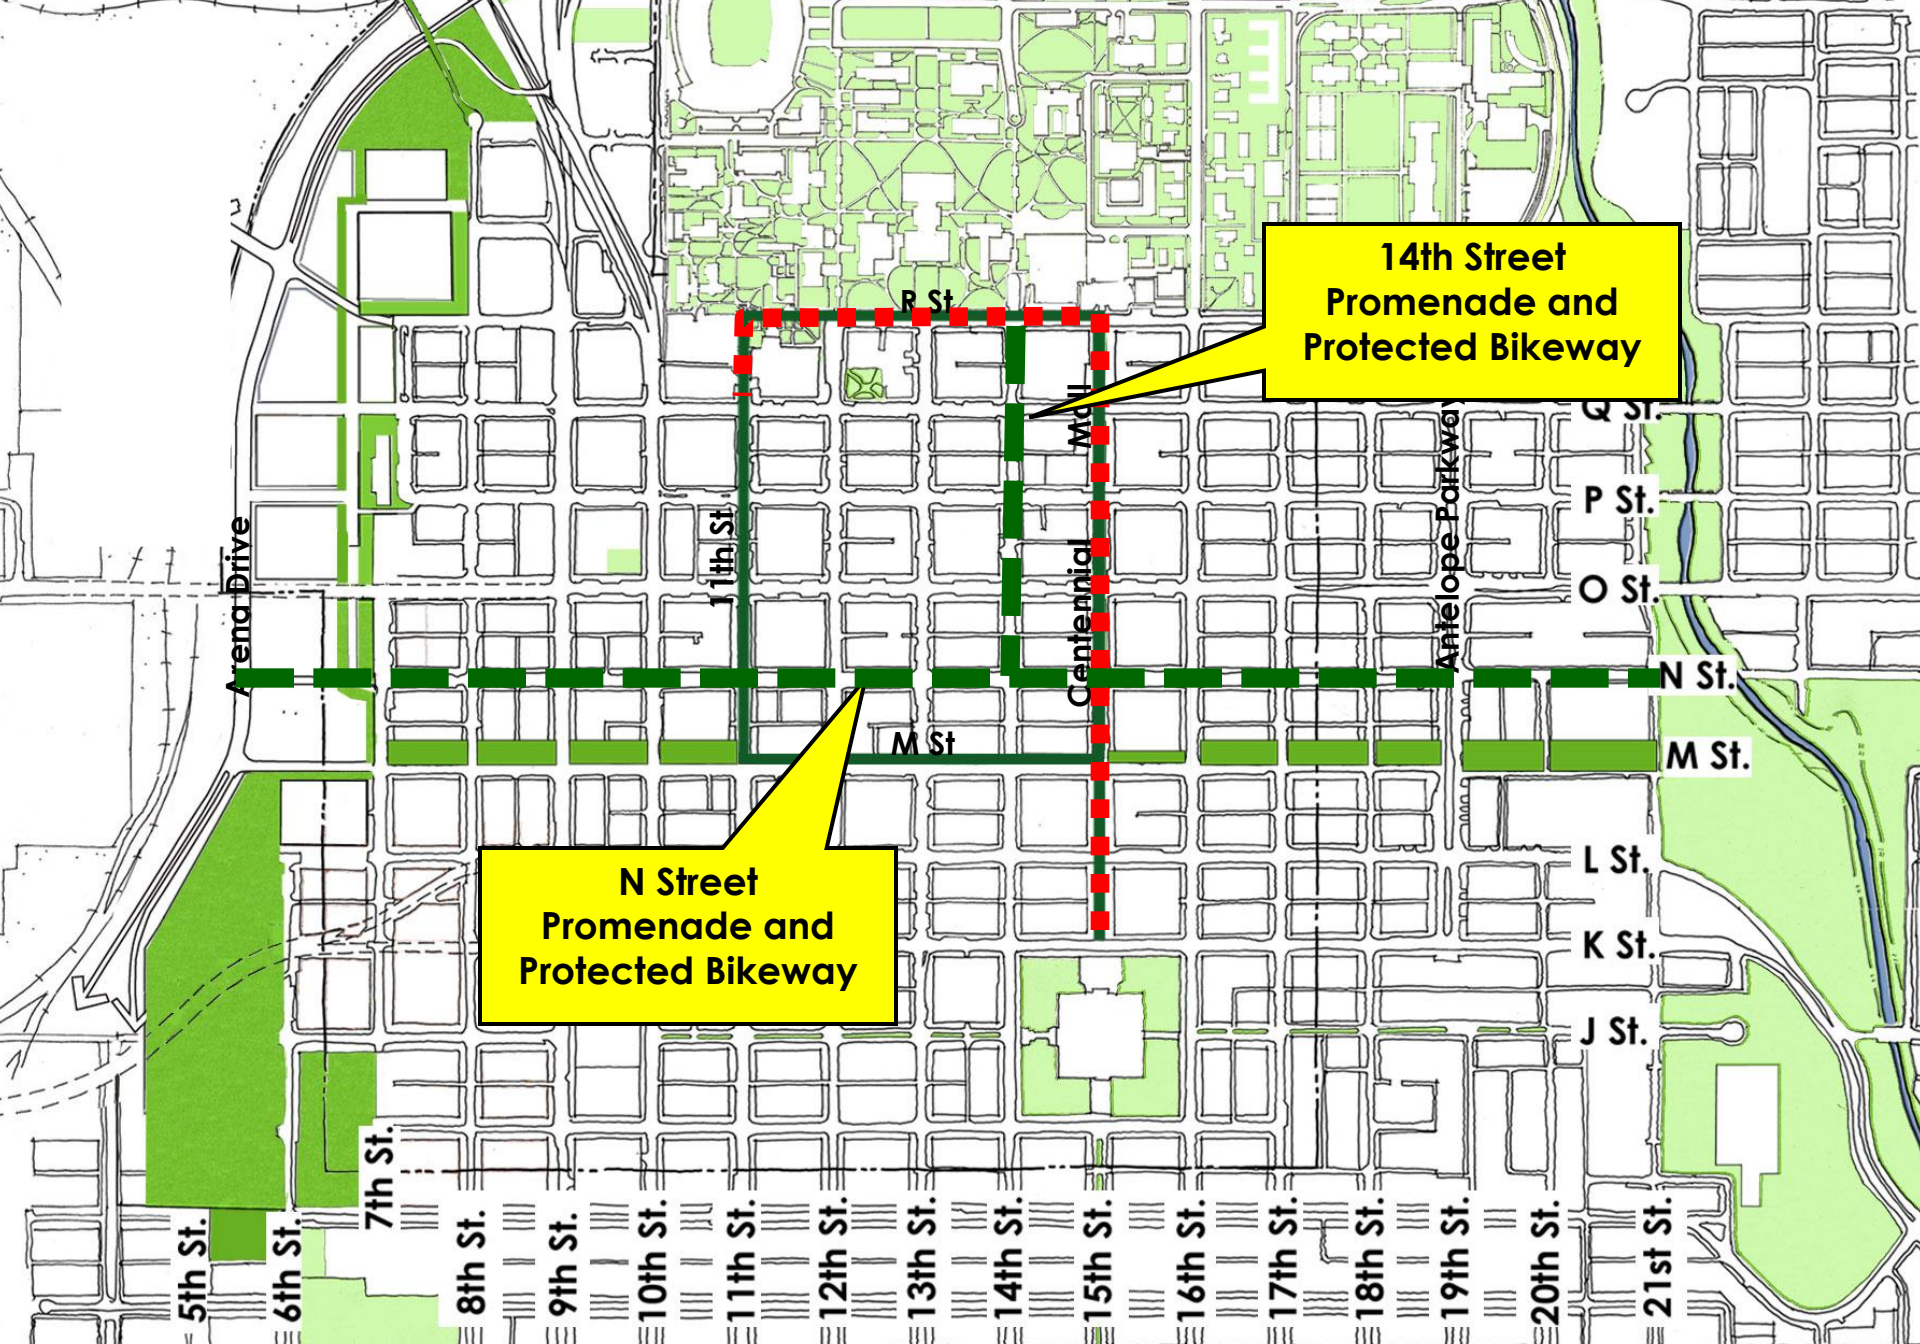 14th Street
Promenade and
Protected Bikeway
R St
Mall
Q St.
Antelope Parkway
P St.
11th St
Arena Drive
Centennial
O St.
N St.
M St
M St.
L St.
N Street
Promenade and
Protected Bikeway
K St.
J St.
5th St.
6th St.
7th St.
8th St.
9th St.
10th St.
11th St.
12th St.
13th St.
14th St.
15th St.
16th St.
17th St.
18th St.
19th St.
20th St.
21st St.